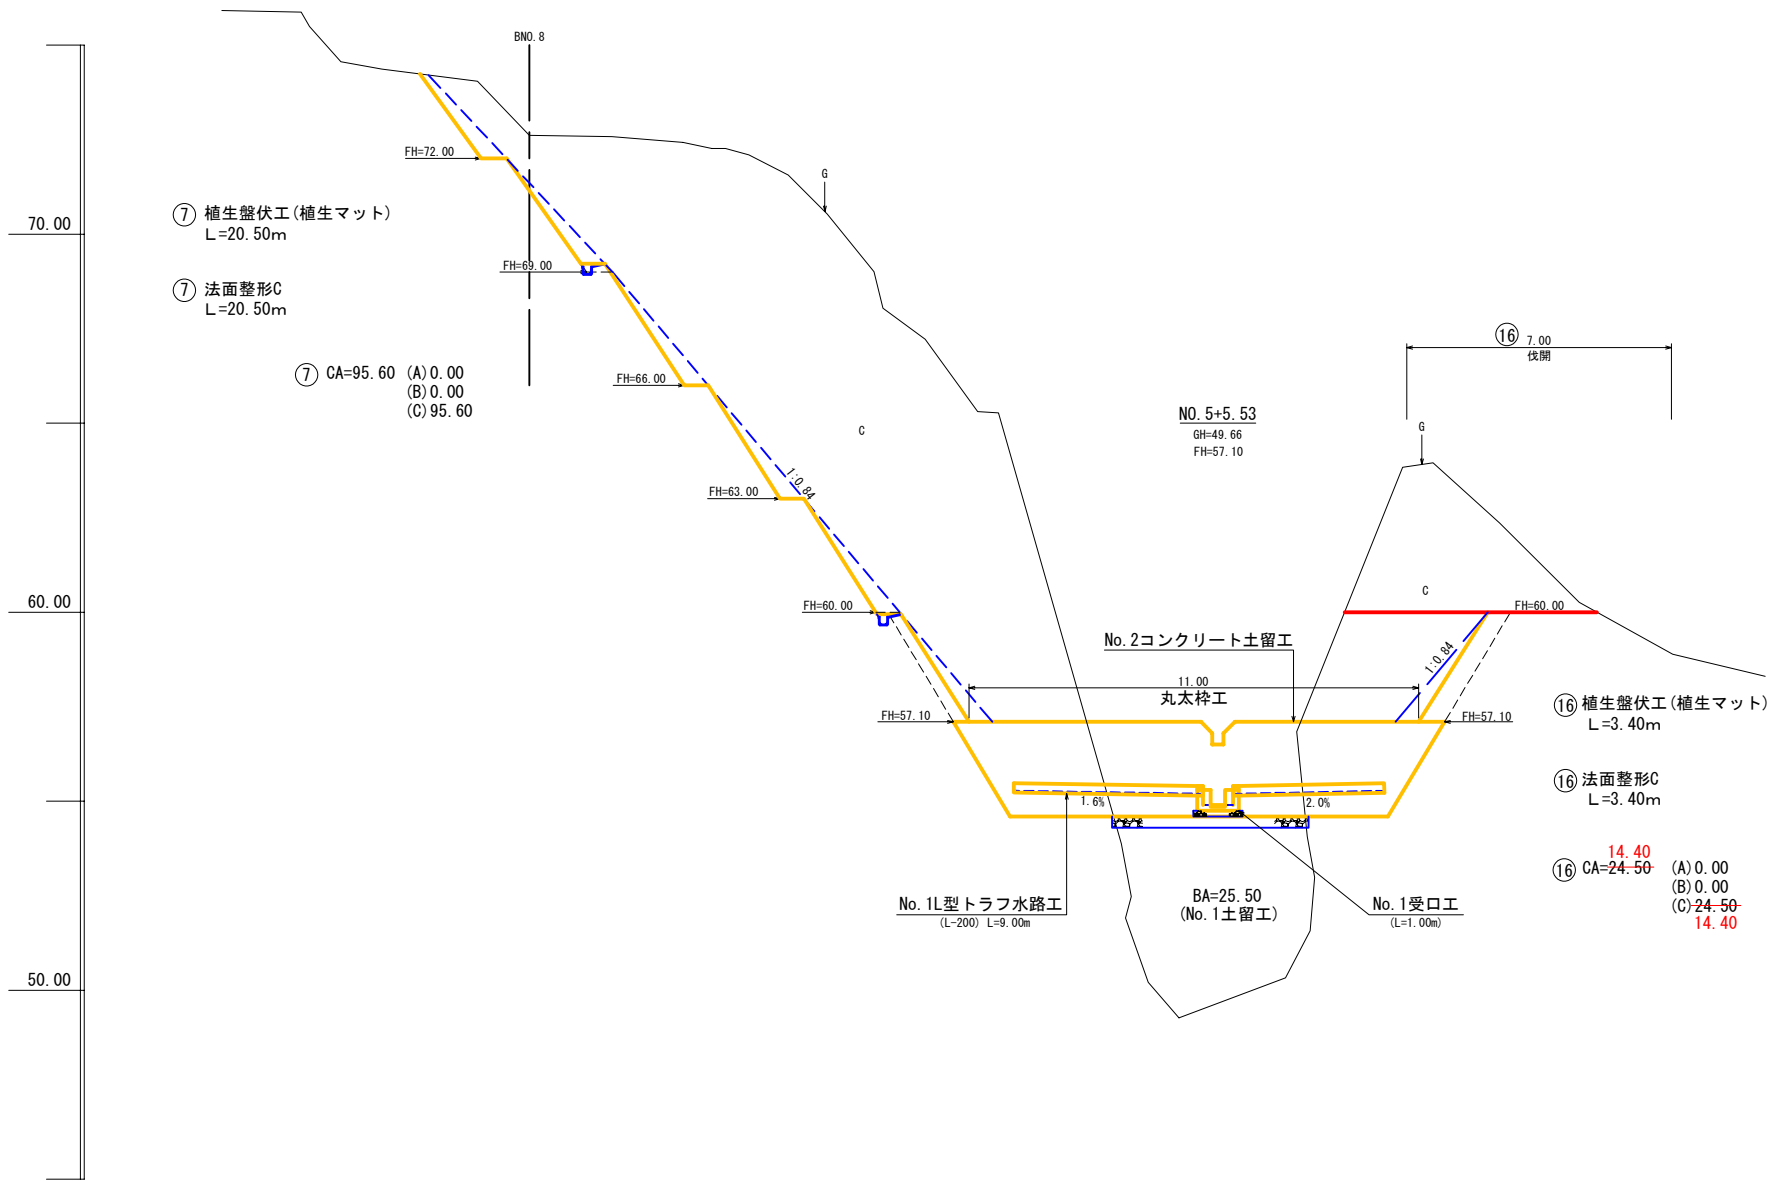 BNO. 8
G
FH=72.00
⑦ 植生盤伏工(植生マット)
L=20.50m
70.00
FH=69.00
⑦ 法面整形C
L=20.50m
⑯ 7.00
伐開
⑦ CA=95.60 (A)0.00
(B)0.00
(C)95.60
FH=66.00
NO. 5+5.53
GH=49.66
FH=57.10
G
C
1:0.84
FH=63.00
60.00
FH=60.00
C
FH=60.00
No. 2コンクリート土留工
1:0.84
11.00
丸太枠工
FH=57.10
FH=57.10
⑯ 植生盤伏工(植生マット)
L=3.40m
⑯ 法面整形C
L=3.40m
1.6%
2.0%
14.40
⑯ CA=24.50 (A)0.00
(B)0.00
(C)24.50
14.40
No. 1L型トラフ水路工
(L-200) L=9.00m
BA=25.50
(No. 1土留工)
No. 1受口工
(L=1.00m)
50.00